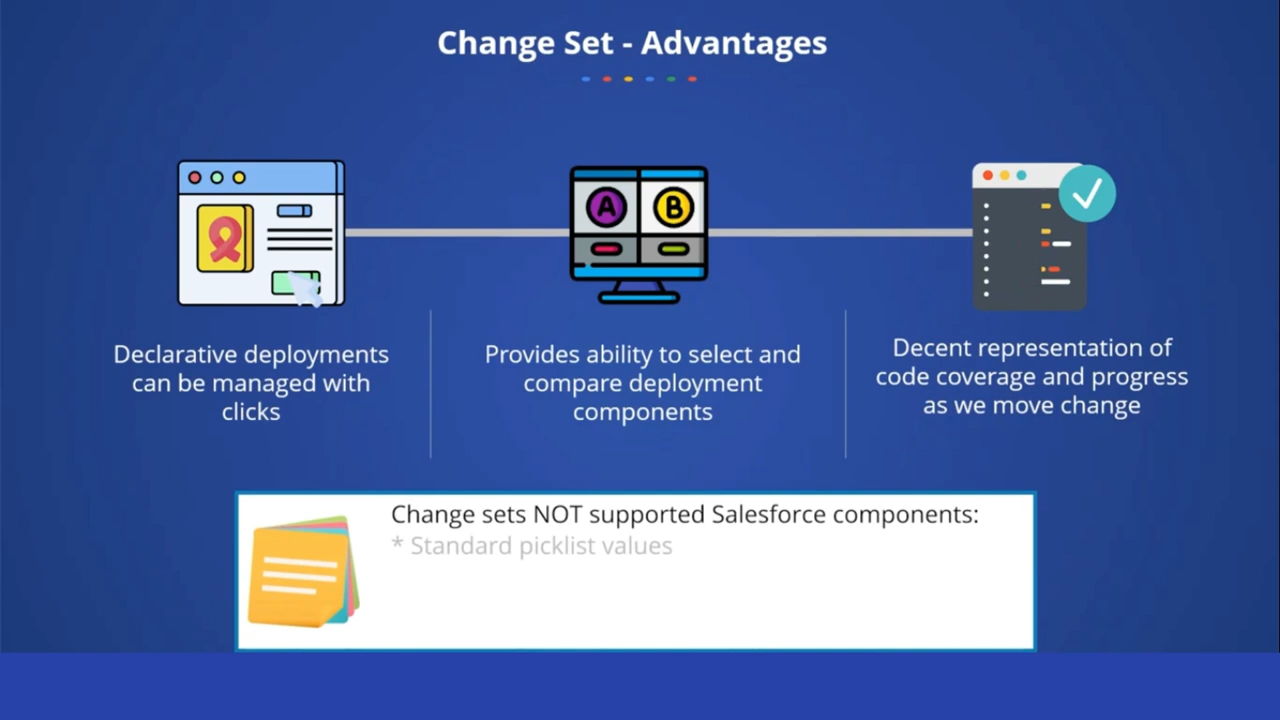 Change Set - Advantages
A
B
Declarative deployments
can be managed with
clicks
Provides ability to select and
compare deployment
components
Decent representation of
code coverage and progress
as we move change
Change sets NOT supported Salesforce components:
* Standard picklist values